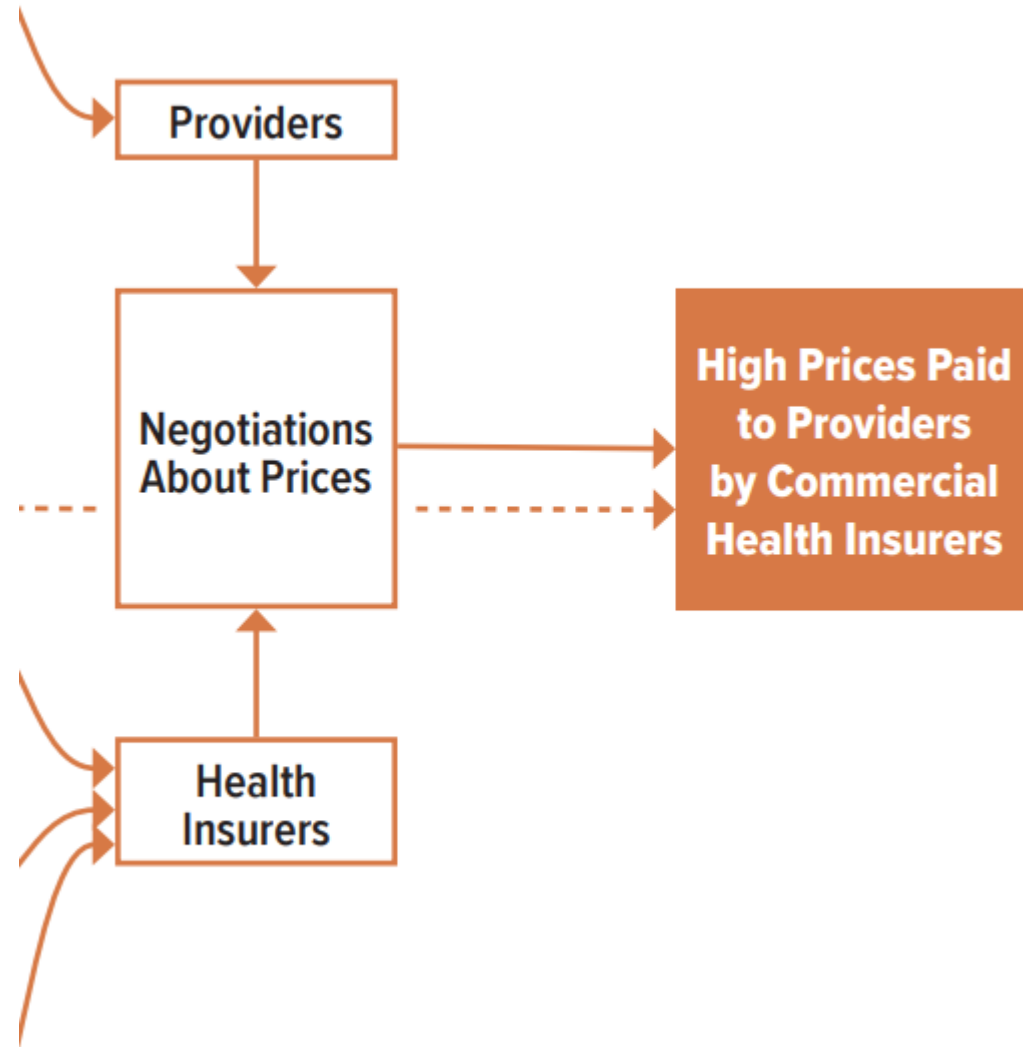 Providers
Negotiations
About Prices
High Prices Paid
to Providers
by Commercial
Health Insurers
Health
Insurers